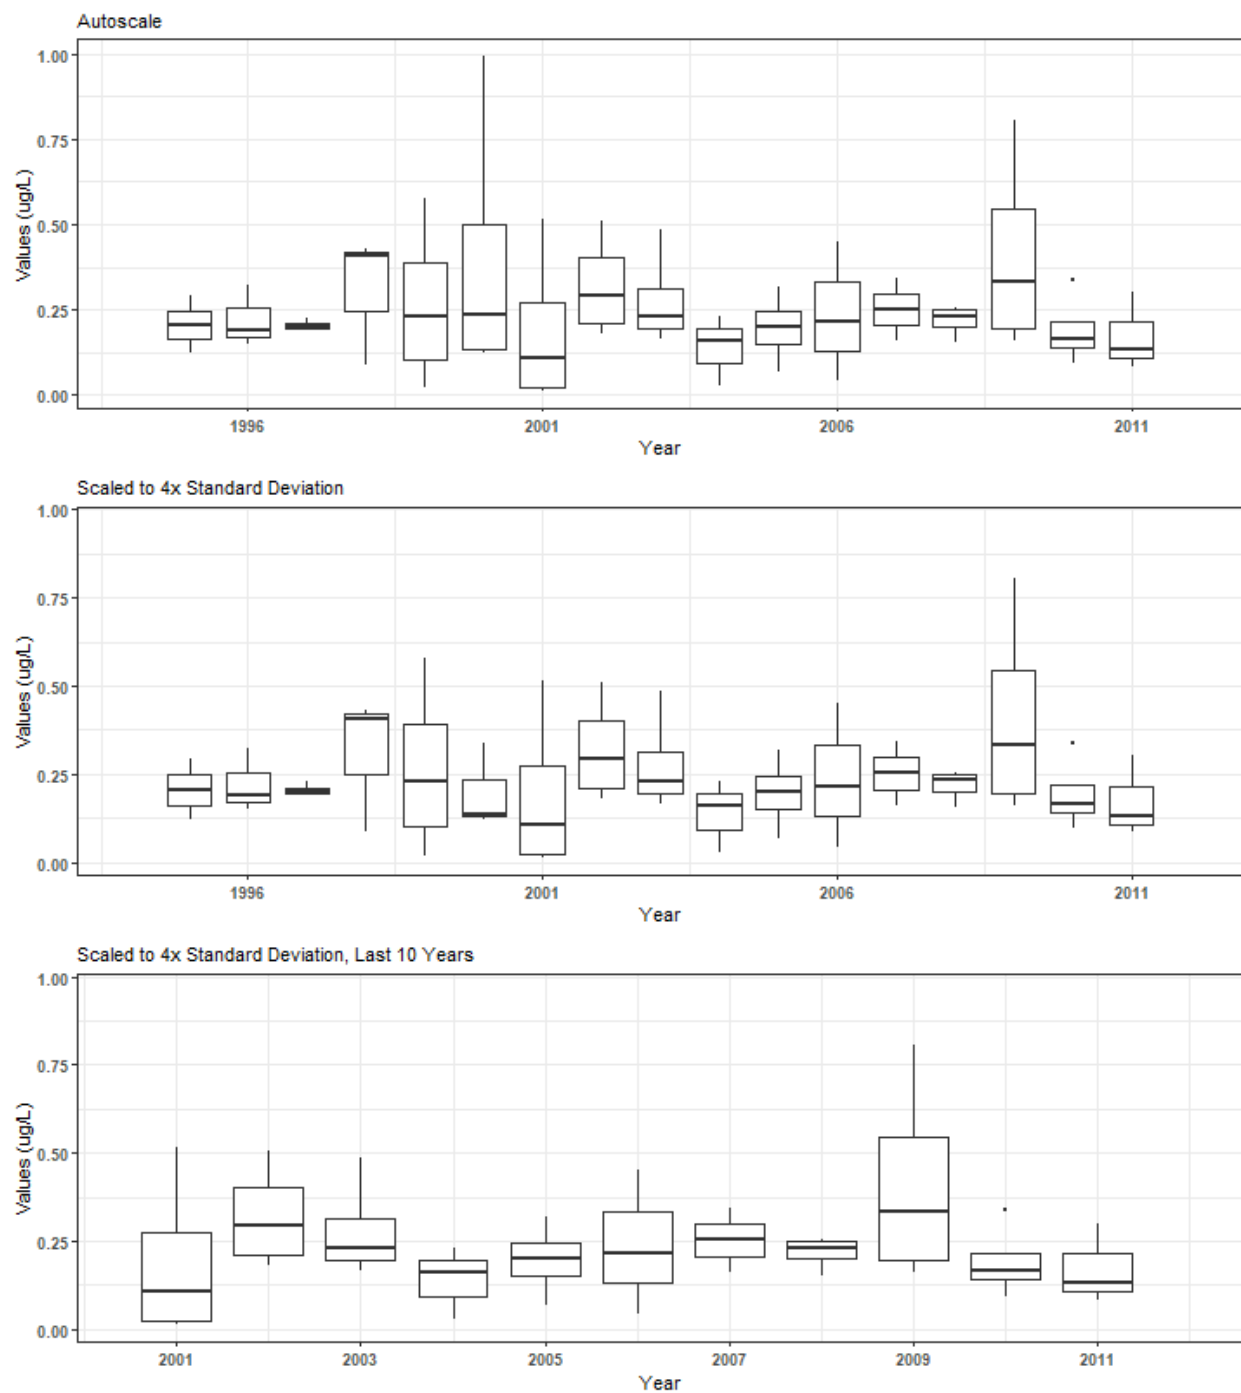 Autoscale
1.00
0.75
0.50
0.25
0.00
Values (ug/L)
1996 2001 2006 2011
Year
Scaled to 4x Standard Deviation
1.00
0.75
0.50
0.25
0.00
Values (ug/L)
1996 2001 2006 2011
Year
Scaled to 4x Standard Deviation, Last 10 Years
1.00
0.75
0.50
0.25
0.00
Values (ug/L)
2001 2003 2005 2007 2009 2011
Year